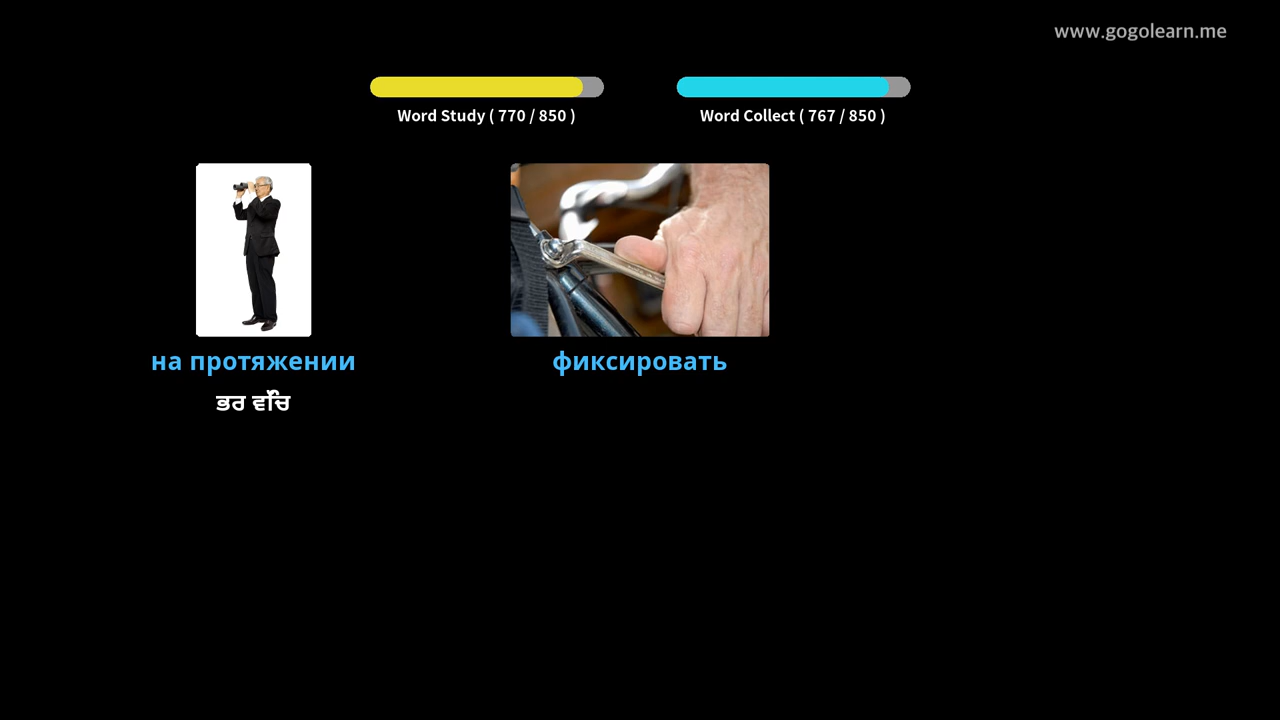 www.gogolearn.me
Word Study ( 770 / 850 )
Word Collect ( 767 / 850 )
на протяжении
фиксировать
ਭਰ ਵੱਚਿ